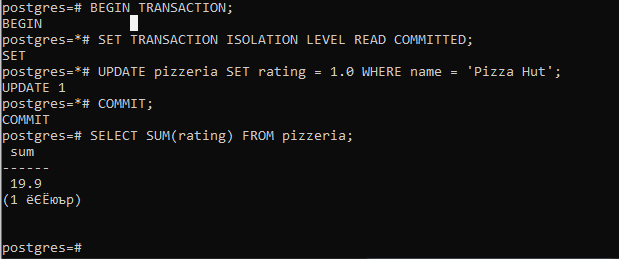 postgres=# BEGIN TRANSACTION;
BEGIN
postgres=*# SET TRANSACTION ISOLATION LEVEL READ COMMITTED;
SET
postgres=*# UPDATE pizzeria SET rating = 1.0 WHERE name = 'Pizza Hut';
UPDATE 1
postgres=*# COMMIT;
COMMIT
postgres=# SELECT SUM(rating) FROM pizzeria;
 sum
------
 19.9
(1 ёЄЁюър)
postgres=#